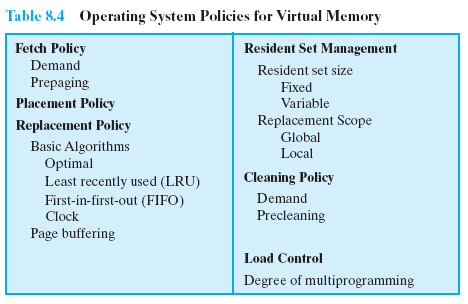 Table 8.4 Operating System Policies for Virtual Memory
Fetch Policy
Demand
Prepaging
Placement Policy
Replacement Policy
Basic Algorithms
Optimal
Least recently used (LRU)
First-in-first-out (FIFO)
Clock
Page buffering
Resident Set Management
Resident set size
Fixed
Variable
Replacement Scope
Global
Local
Cleaning Policy
Demand
Precleaning
Load Control
Degree of multiprogramming